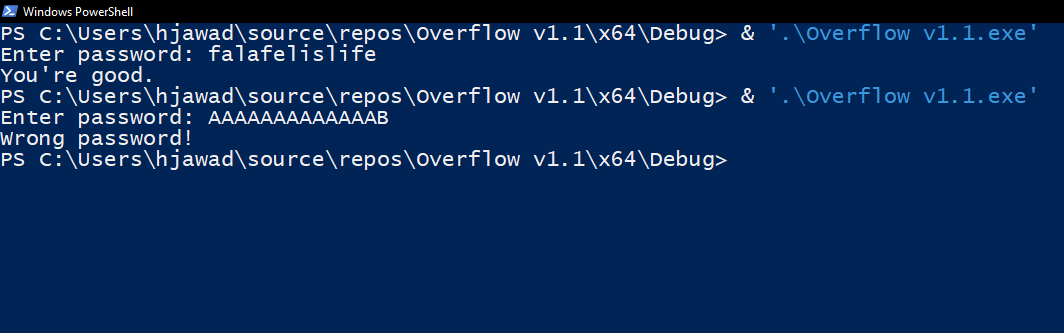 Windows PowerShell
PS C:\Users\hjawad\source\repos\Overflow v1.1\x64\Debug> & '.\Overflow v1.1.exe'
Enter password: falafelislife
You're good.
PS C:\Users\hjawad\source\repos\Overflow v1.1\x64\Debug> & '.\Overflow v1.1.exe'
Enter password: AAAAAAAAAAAAAB
Wrong password!
PS C:\Users\hjawad\source\repos\Overflow v1.1\x64\Debug>